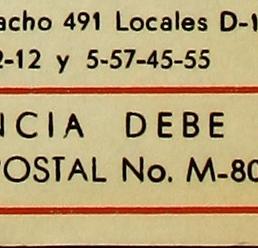 acho 491 Locales D-1
2-12 y 5-57-45-55
NCIA DEBE
POSTAL No. M-80